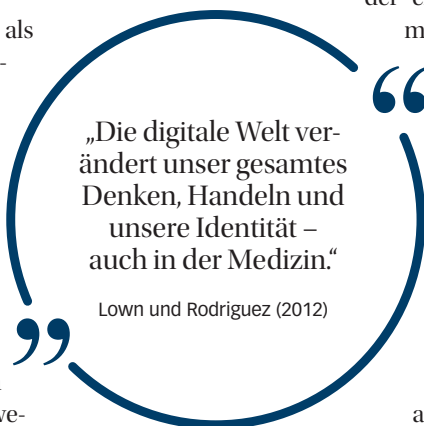 als
-
„Die digitale Welt ver-
ändert unser gesamtes
Denken, Handeln und
unsere Identität –
auch in der Medizin.“
Lown und Rodriguez (2012)